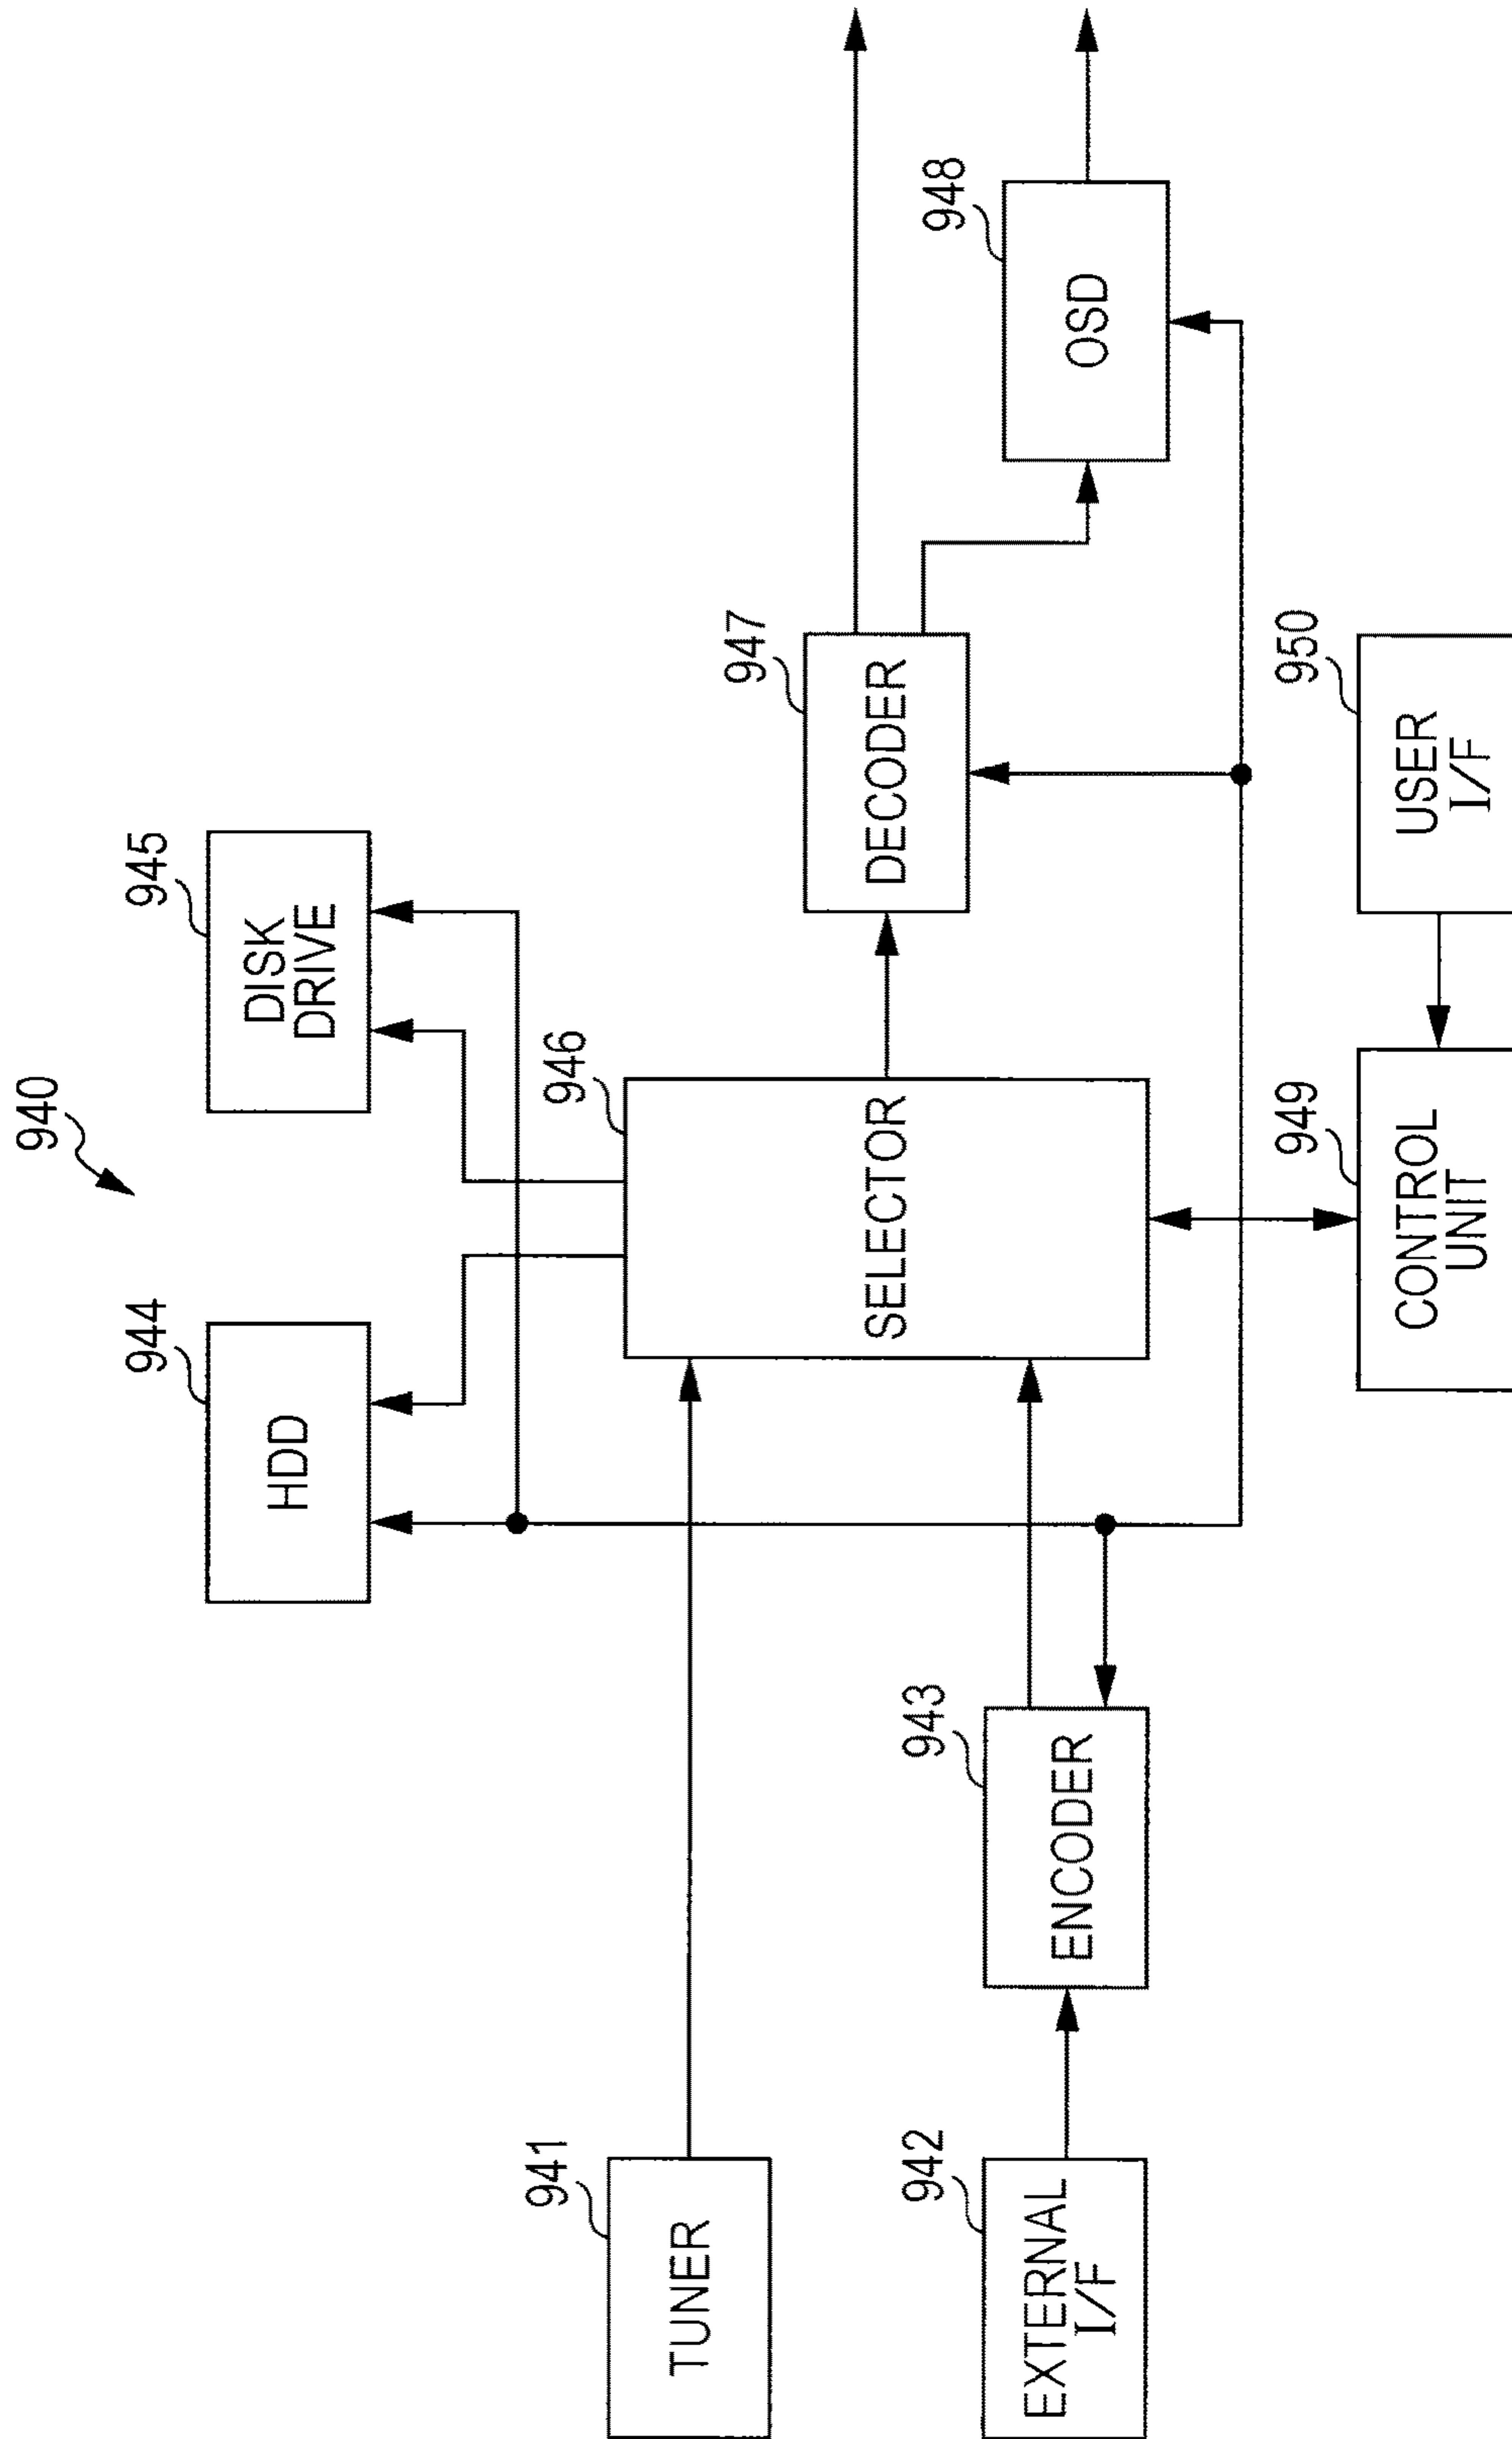 940
944
HDD
945
DISK
DRIVE
941
TUNER
946
SELECTOR
947
DECODER
942
EXTERNAL
I/F
943
ENCODER
948
OSD
949
CONTROL
UNIT
950
USER
I/F